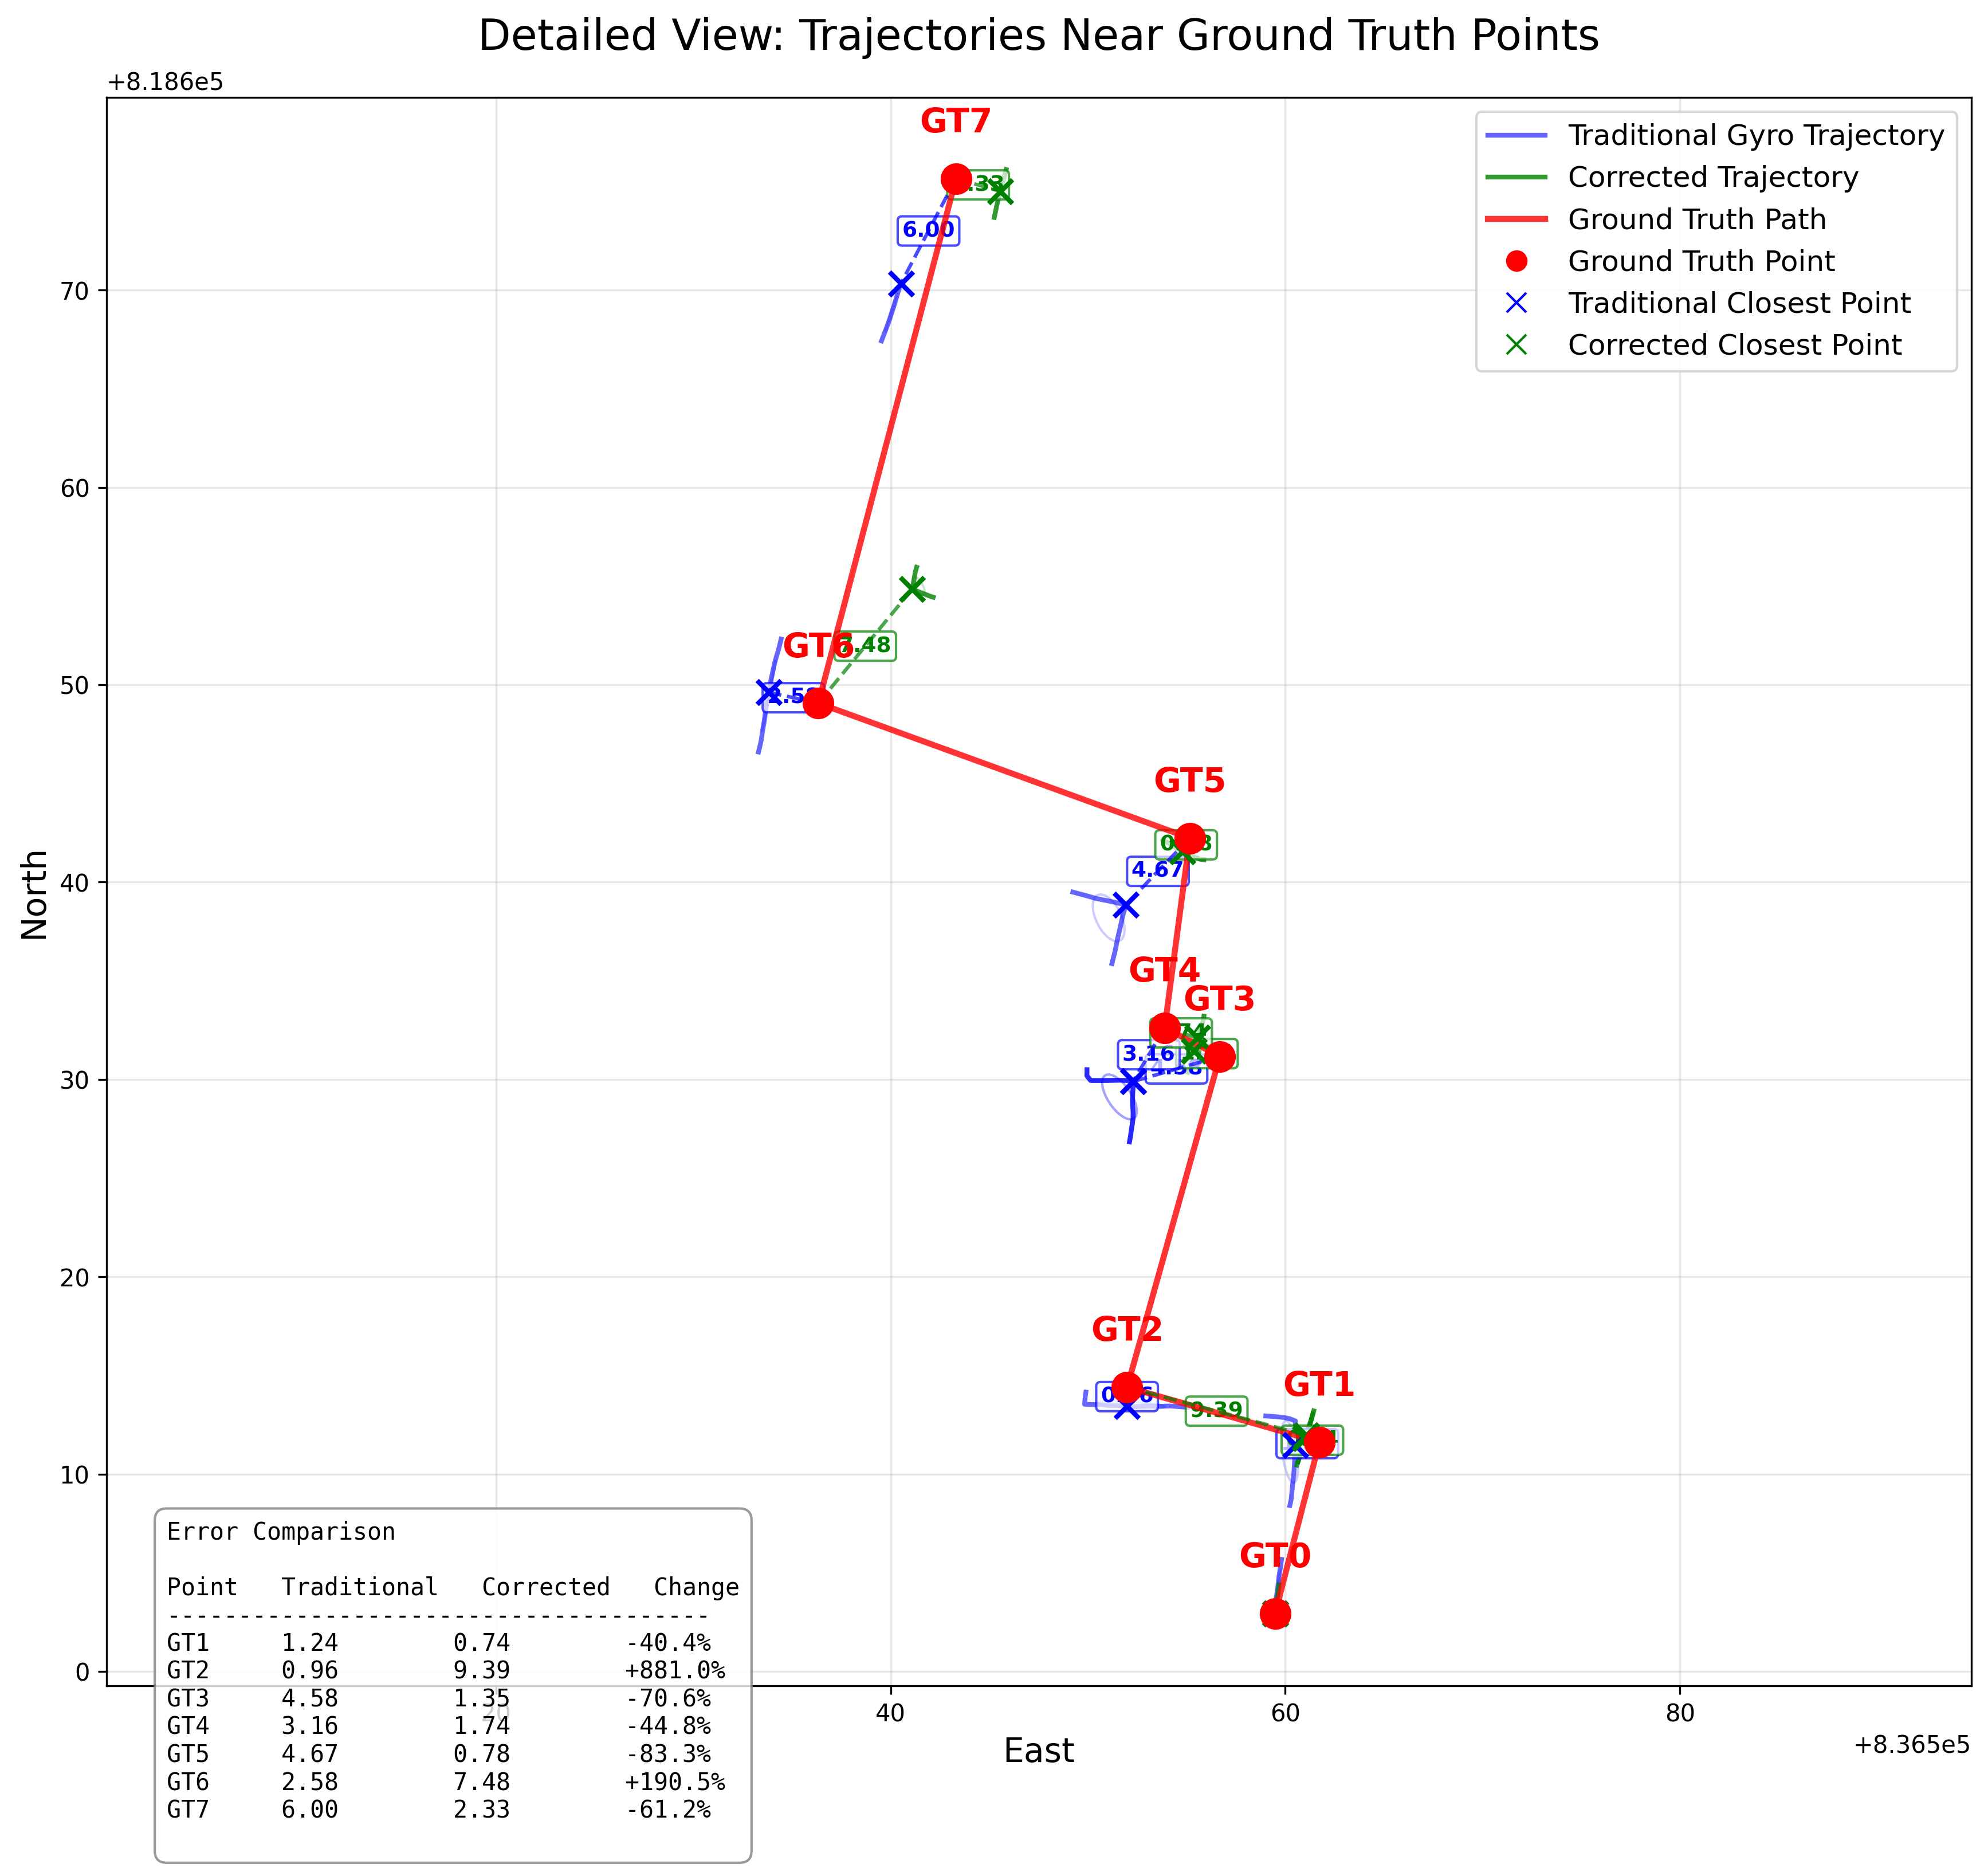 Detailed View: Trajectories Near Ground Truth Points
+8.186e5
GT7
Traditional Gyro Trajectory
Corrected Trajectory
Ground Truth Path
Ground Truth Point
Traditional Closest Point
Corrected Closest Point
6.00
70
60
50
40
30
20
10
0
North
GT6
7.48
GT5
4.67
GT4
GT3
3.16
4.58
GT2
9.39
GT1
GT0
Error Comparison
Point Traditional Corrected Change
--------------------------------------
GT1 1.24 0.74 -40.4%
GT2 0.96 9.39 +881.0%
GT3 4.58 1.35 -70.6%
GT4 3.16 1.74 -44.8%
GT5 4.67 0.78 -83.3%
GT6 2.58 7.48 +190.5%
GT7 6.00 2.33 -61.2%
20
40
60
80
East
+8.365e5